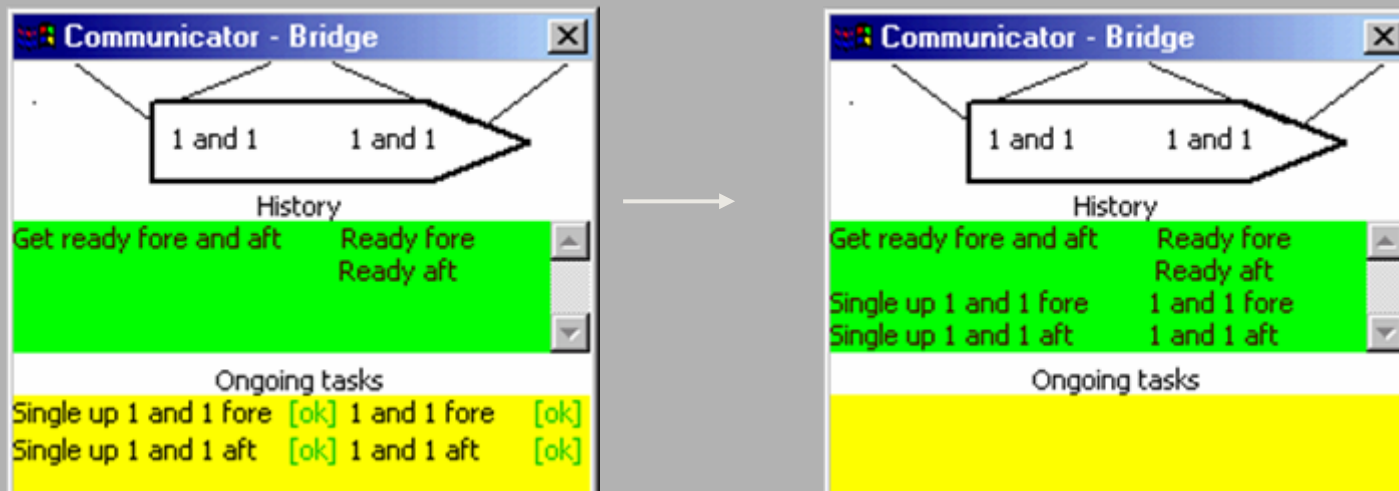 Communicator - Bridge
1 and 1 1 and 1
History
Get ready fore and aft Ready fore
Ready aft
Ongoing tasks
Single up 1 and 1 fore [ok] 1 and 1 fore [ok]
Single up 1 and 1 aft [ok] 1 and 1 aft [ok]
Communicator - Bridge
1 and 1 1 and 1
History
Get ready fore and aft Ready fore
Ready aft
Single up 1 and 1 fore 1 and 1 fore
Single up 1 and 1 aft 1 and 1 aft
Ongoing tasks